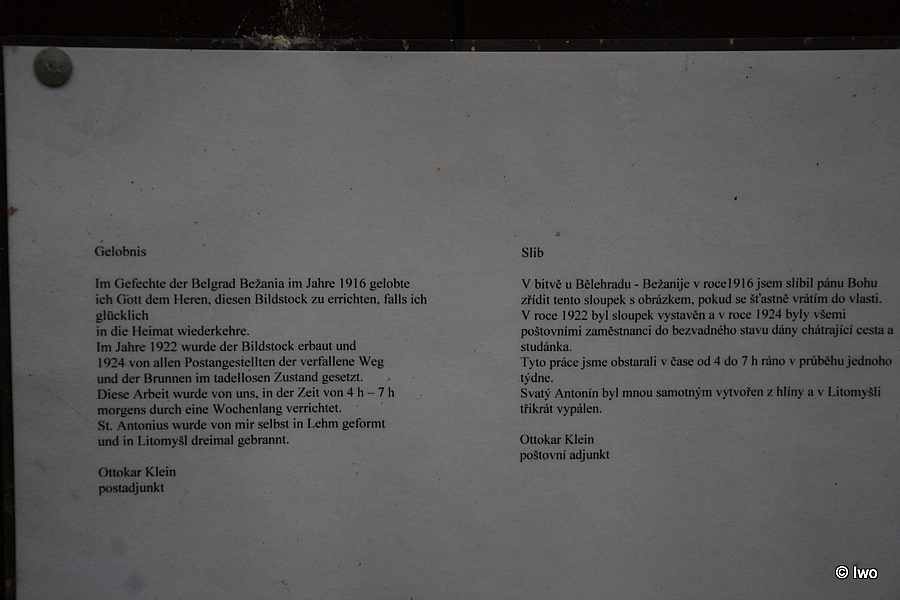 Gelobnis
Im Gefechte der Belgrad Bežania im Jahre 1916 gelobte
ich Gott dem Heren, diesen Bildstock zu errichten, falls ich
glücklich
in die Heimat wiederkehre.
Im Jahre 1922 wurde der Bildstock erbaut und
1924 von allen Postangestellten der verfallene Weg
und der Brunnen im tadellosen Zustand gesetzt.
Diese Arbeit wurde von uns, in der Zeit von 4 h – 7 h
morgens durch eine Wochenlang verrichtet.
St. Antonius wurde von mir selbst in Lehm geformt
und in Litomyšl dreimal gebrannt.
Ottokar Klein
postadjunkt
Slib
V bitvě u Bělehradu - Bežanije v roce1916 jsem slíbil pánu Bohu
zřídit tento sloupek s obrázkem, pokud se šťastně vrátím do vlasti.
V roce 1922 byl sloupek vystavěn a v roce 1924 byly všemi
poštovními zaměstnanci do bezvadného stavu dány chátrající cesta a
studánka.
Tyto práce jsme obstarali v čase od 4 do 7 h ráno v průběhu jednoho
týdne.
Svatý Antonín byl mnou samotným vytvořen z hlíny a v Litomyšli
třikrát vypálen.
Ottokar Klein
poštovní adjunkt
© Iwo